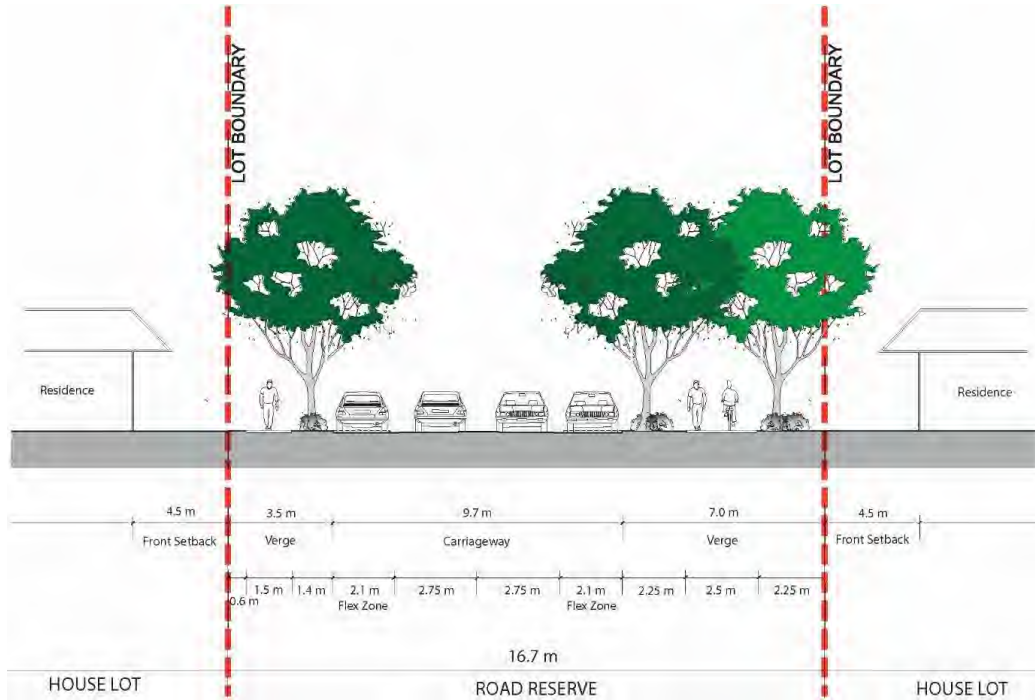 LOT BOUNDARY
LOT BOUNDARY
Residence
Residence
4.5 m
3.5 m
9.7 m
7.0 m
4.5 m
Front Setback
Verge
Carriageway
Verge
Front Setback
0.6 m
1.5 m
1.4 m
2.1 m
Flex Zone
2.75 m
2.75 m
2.1 m
Flex Zone
2.25 m
2.5 m
2.25 m
16.7 m
HOUSE LOT
ROAD RESERVE
HOUSE LOT